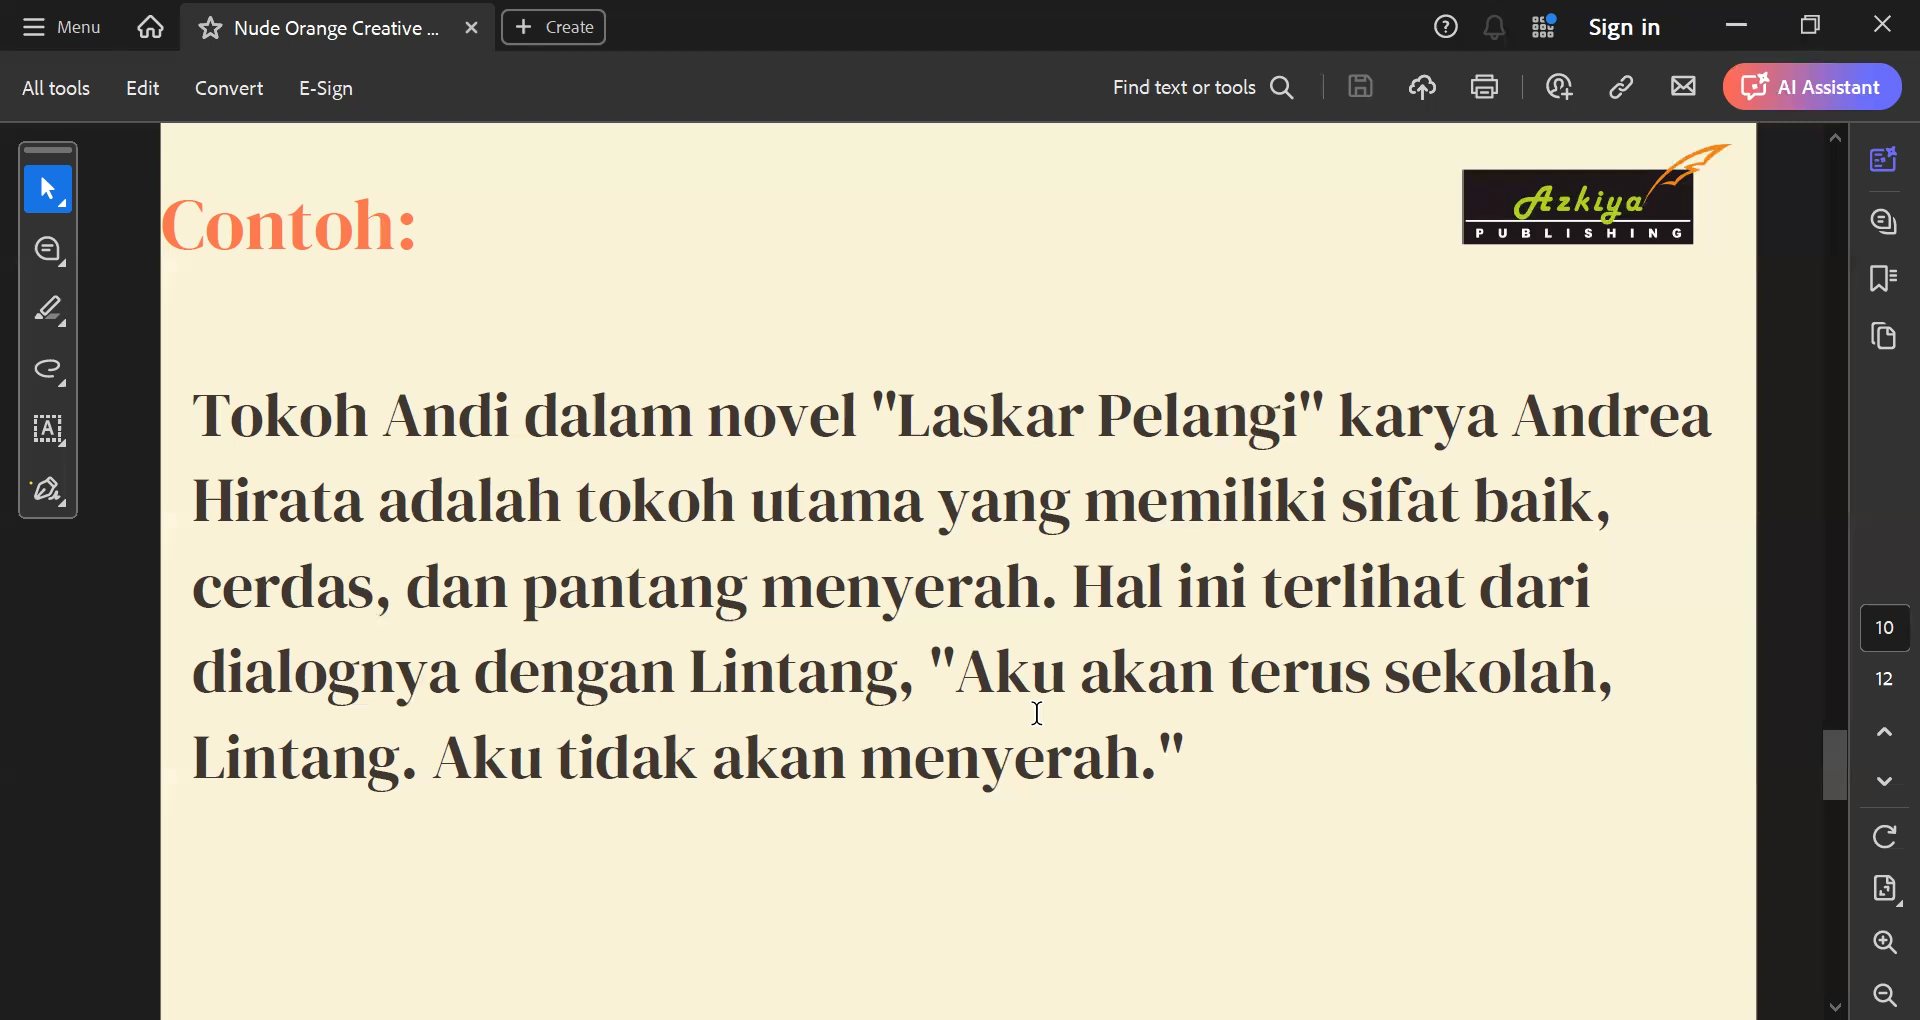 Menu
Nude Orange Creative ...
Create
Sign in
All tools
Edit
Convert
E-Sign
Find text or tools
AI Assistant
Contoh:
Azkiya
PUBLISHING
Tokoh Andi dalam novel "Laskar Pelangi" karya Andrea
Hirata adalah tokoh utama yang memiliki sifat baik,
cerdas, dan pantang menyerah. Hal ini terlihat dari
dialognya dengan Lintang, "Aku akan terus sekolah,
Lintang. Aku tidak akan menyerah."
10
12